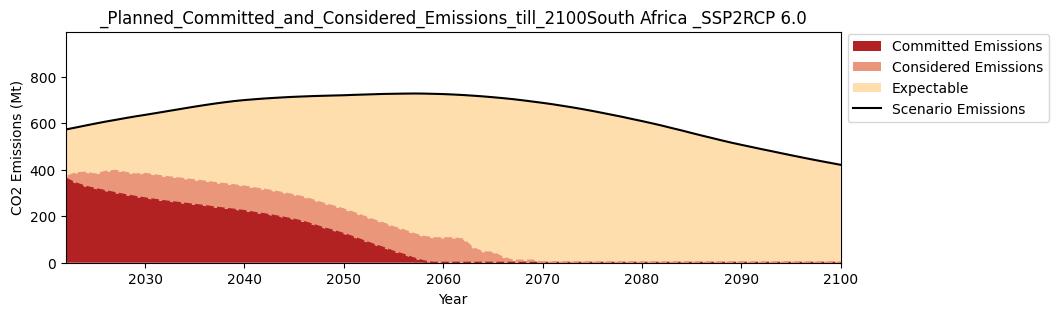 _Planned_Committed_and_Considered_Emissions_till_2100South Africa _SSP2RCP 6.0
Committed Emissions
Considered Emissions
Expectable
Scenario Emissions
CO2 Emissions (Mt)
800
600
400
200
0
2030 2040 2050 2060 2070 2080 2090 2100
Year